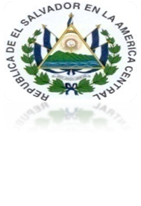 REPUBLICA DE EL SALVADOR EN LA AMERICA CENTRAL